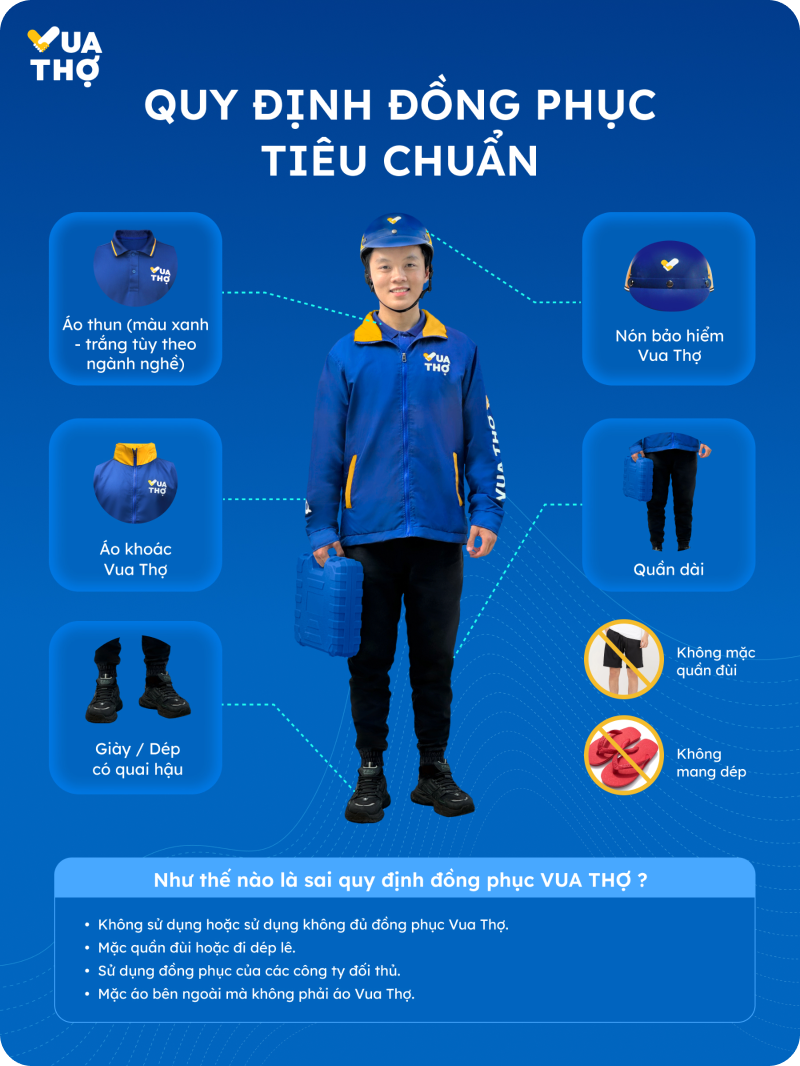 VUA
THỢ
QUY ĐỊNH ĐỒNG PHỤC
TIÊU CHUẨN
VUA
THỢ
Áo thun (màu xanh
- trắng tùy theo
ngành nghề)
Nón bảo hiểm
Vua Thợ
VUA
THỢ
VUA THỢ
VUA
THỢ
Áo khoác
Vua Thợ
Quần dài
Không mặc
quần đùi
Giày / Dép
có quai hậu
Không
mang dép
Như thế nào là sai quy định đồng phục VUA THỢ ?
• Không sử dụng hoặc sử dụng không đủ đồng phục Vua Thợ.
• Mặc quần đùi hoặc đi dép lê.
• Sử dụng đồng phục của các công ty đối thủ.
• Mặc áo bên ngoài mà không phải áo Vua Thợ.